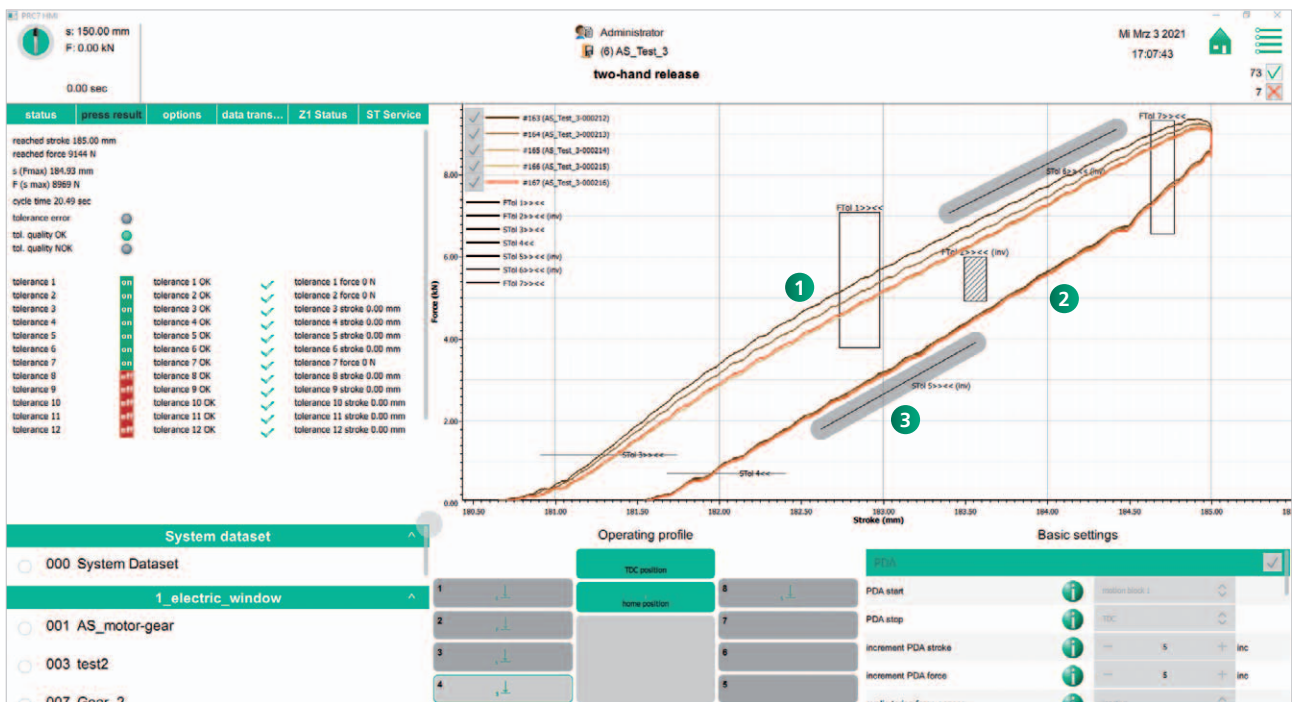 PRC7 HMI
s: 150.00 mm
F: 0.00 kN
0.00 sec
Administrator
(6) AS_Test_3
two-hand release
Mi Mrz 3 2021
17:07:43
73
7
status press result options data trans... Z1 Status ST Service
reached stroke 185.00 mm
reached force 9144 N
s (Fmax) 184.93 mm
F (s max) 8969 N
cycle time 20.49 sec
tolerance error
tol. quality OK
tol. quality NOK
tolerance 1 on tolerance 1 OK tolerance 1 force 0 N
tolerance 2 on tolerance 2 OK tolerance 2 force 0 N
tolerance 3 on tolerance 3 OK tolerance 3 stroke 0.00 mm
tolerance 4 on tolerance 4 OK tolerance 4 stroke 0.00 mm
tolerance 5 on tolerance 5 OK tolerance 5 stroke 0.00 mm
tolerance 6 on tolerance 6 OK tolerance 6 stroke 0.00 mm
tolerance 7 on tolerance 7 OK tolerance 7 force 0 N
tolerance 8 off tolerance 8 OK tolerance 8 stroke 0.00 mm
tolerance 9 off tolerance 9 OK tolerance 9 stroke 0.00 mm
tolerance 10 off tolerance 10 OK tolerance 10 stroke 0.00 mm
tolerance 11 off tolerance 11 OK tolerance 11 stroke 0.00 mm
tolerance 12 off tolerance 12 OK tolerance 12 stroke 0.00 mm
#163 (AS_Test_3-000212)
#164 (AS_Test_3-000213)
#165 (AS_Test_3-000214)
#166 (AS_Test_3-000215)
#167 (AS_Test_3-000216)
FTol 1>><<
FTol 2>><< (inv)
STol 3>><<
STol 4<<
STol 5>><< (inv)
STol 6>><< (inv)
FTol 7>><<
FTol 7>><<
STol 6>><< (inv)
FTol 1>><<
FTol 2>><< (inv)
1
2
STol 5>><< (inv)
3
STol 3>><<
STol 4<<
Force (kN)
8.00
6.00
4.00
2.00
0.00
180.50 181.00 181.50 182.00 182.50 183.00 183.50 184.00 184.50 185.00 18
Stroke (mm)
System dataset
000 System Dataset
1_electric_window
001 AS_motor-gear
003 test2
007 Gear_2
Operating profile
TDC position
home position
1 8
2 7
3 6
4 5
Basic settings
PDA
PDA start motion block 1
PDA stop TDC
increment PDA stroke 5 inc
increment PDA force 5 inc